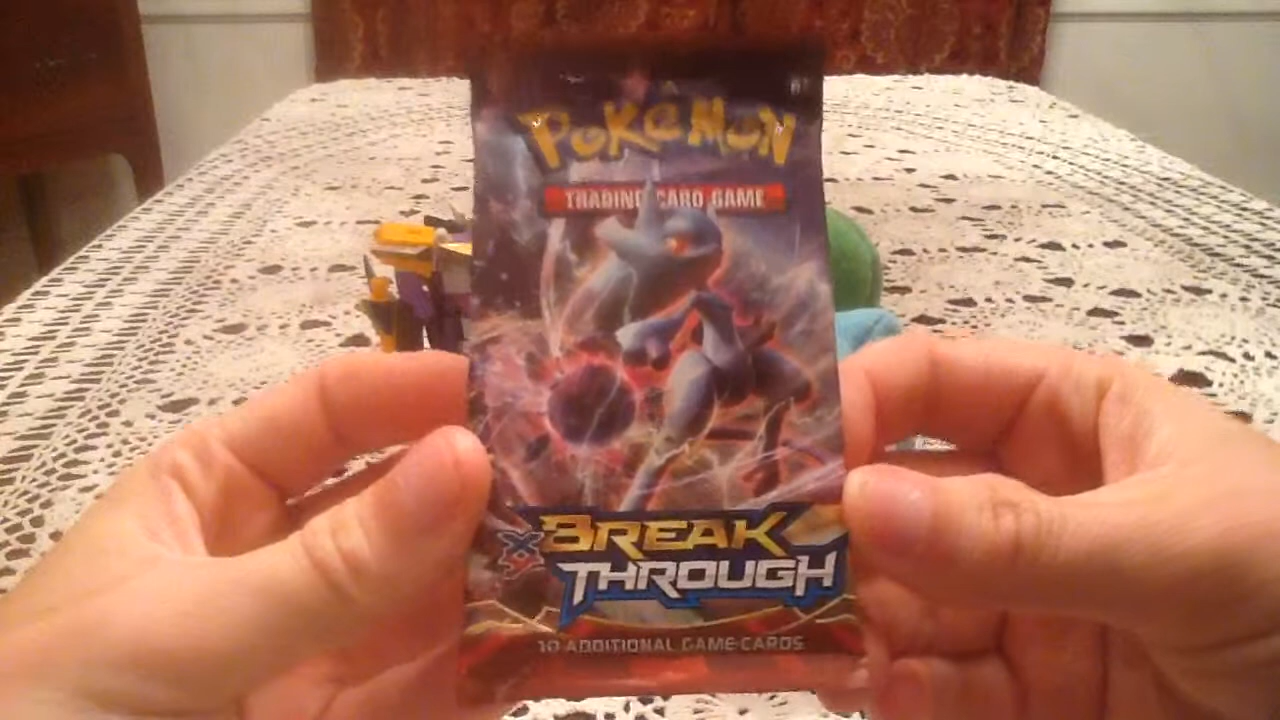 POKéMON
TRADING CARD GAME
XY BREAK
THROUGH
10 ADDITIONAL GAME CARDS